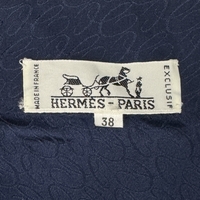 MADE IN FRANCE
EXCLUSIF
HERMÈS-PARIS
38